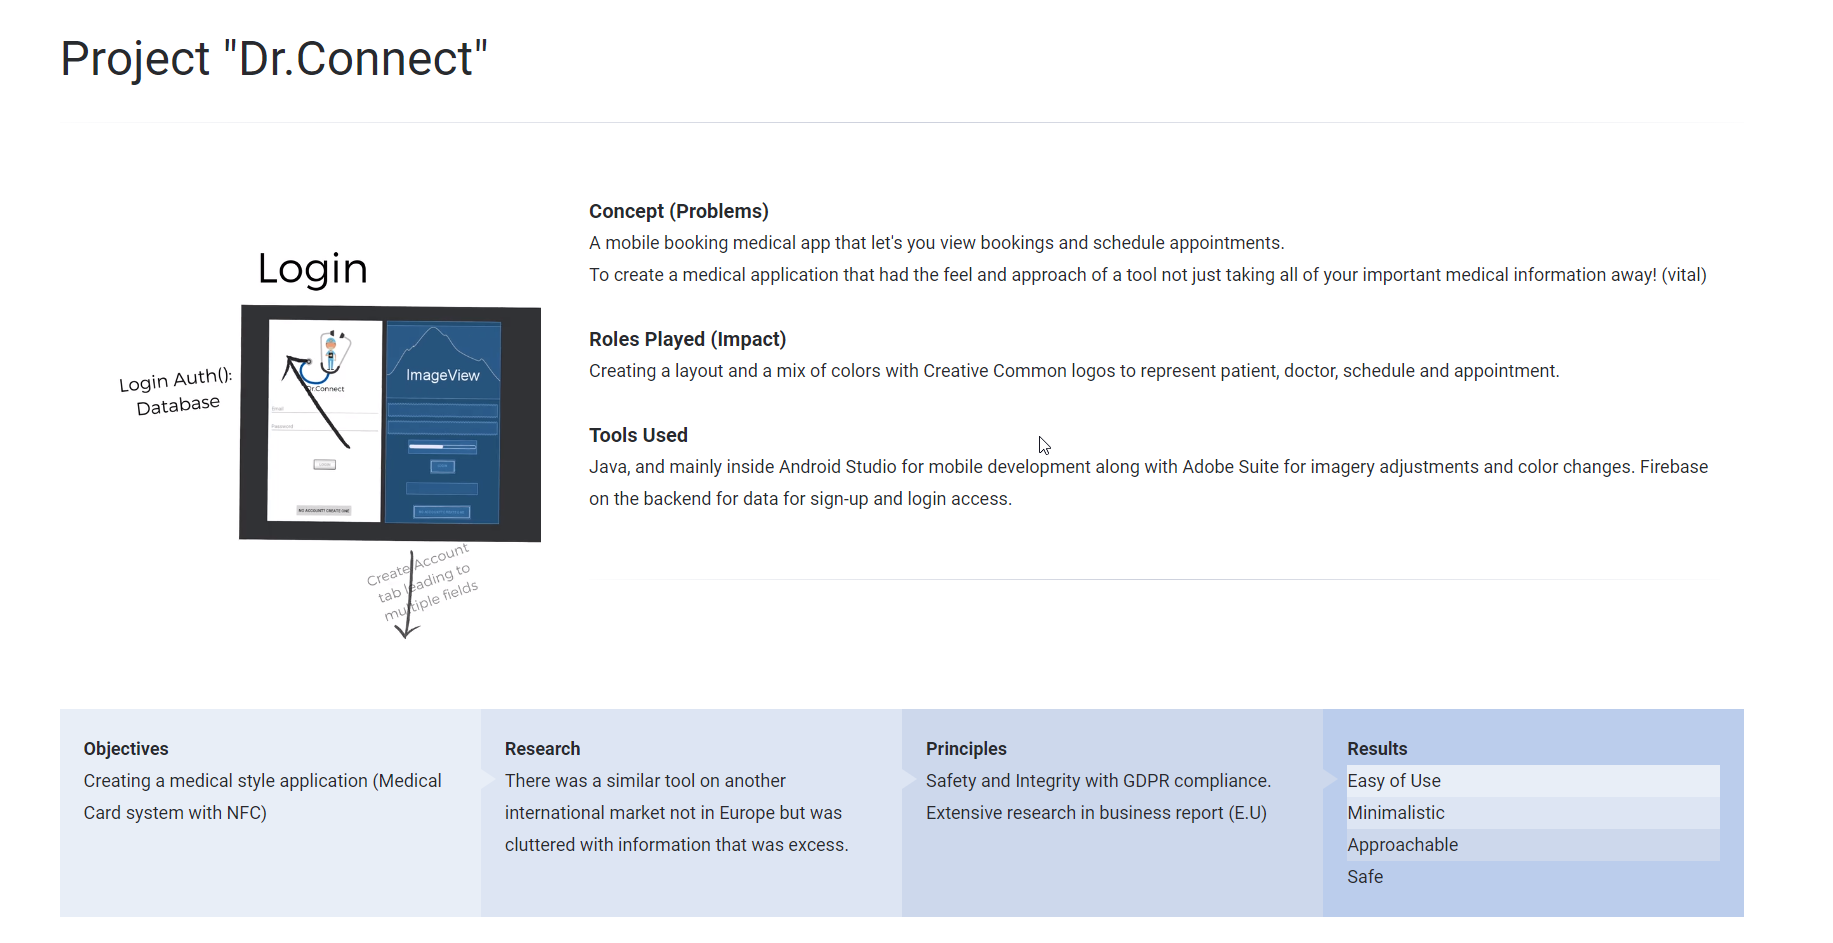 Project "Dr.Connect"
Concept (Problems)
A mobile booking medical app that let's you view bookings and schedule appointments.
To create a medical application that had the feel and approach of a tool not just taking all of your important medical information away! (vital)
Roles Played (Impact)
Creating a layout and a mix of colors with Creative Common logos to represent patient, doctor, schedule and appointment.
Tools Used
Java, and mainly inside Android Studio for mobile development along with Adobe Suite for imagery adjustments and color changes. Firebase
on the backend for data for sign-up and login access.
Login
Login Auth():
Database
Dr.Connect
Email
Password
LOGIN
NO ACCOUNT? CREATE ONE
ImageView
Create Account
tab leading to
multiple fields
Objectives
Creating a medical style application (Medical
Card system with NFC)
Research
There was a similar tool on another
international market not in Europe but was
cluttered with information that was excess.
Principles
Safety and Integrity with GDPR compliance.
Extensive research in business report (E.U)
Results
Easy of Use
Minimalistic
Approachable
Safe